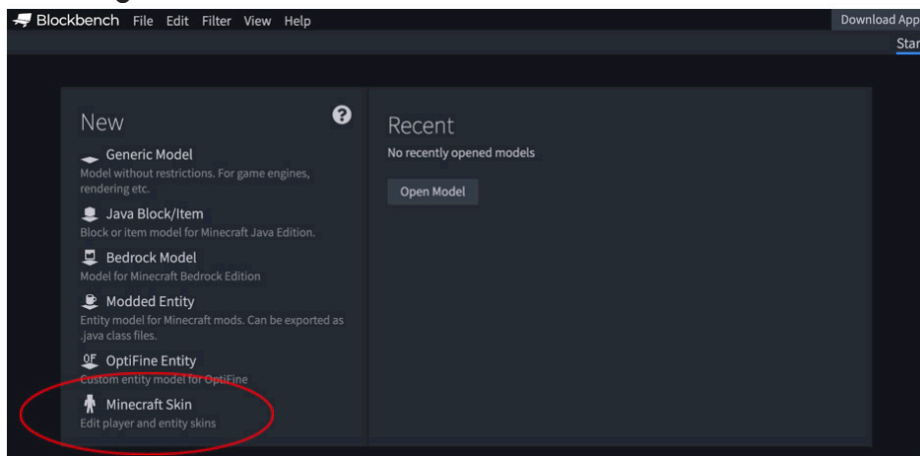 Blockbench File Edit Filter View Help
Download App
Star
New
Generic Model
Model without restrictions. For game engines,
rendering etc.
Java Block/Item
Block or item model for Minecraft Java Edition.
Bedrock Model
Model for Minecraft Bedrock Edition
Modded Entity
Entity model for Minecraft mods. Can be exported as
.java class files.
OF OptiFine Entity
Custom entity model for OptiFine
Minecraft Skin
Edit player and entity skins
Recent
No recently opened models
Open Model